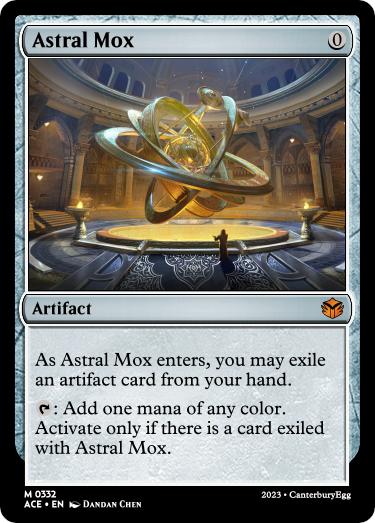 Astral Mox 0
Artifact
As Astral Mox enters, you may exile
an artifact card from your hand.
: Add one mana of any color.
Activate only if there is a card exiled
with Astral Mox.
M 0332
ACE • EN DANDAN CHEN
2023 • CanterburyEgg